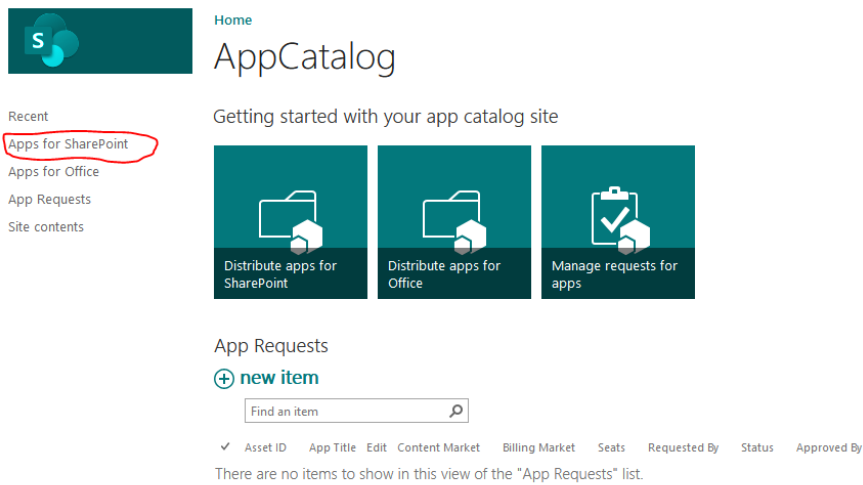 S
Home
AppCatalog
Recent
Apps for SharePoint
Apps for Office
App Requests
Site contents
Getting started with your app catalog site
Distribute apps for
SharePoint
Distribute apps for
Office
Manage requests for
apps
App Requests
new item
Find an item
Asset ID App Title Edit Content Market Billing Market Seats Requested By Status Approved By
There are no items to show in this view of the "App Requests" list.